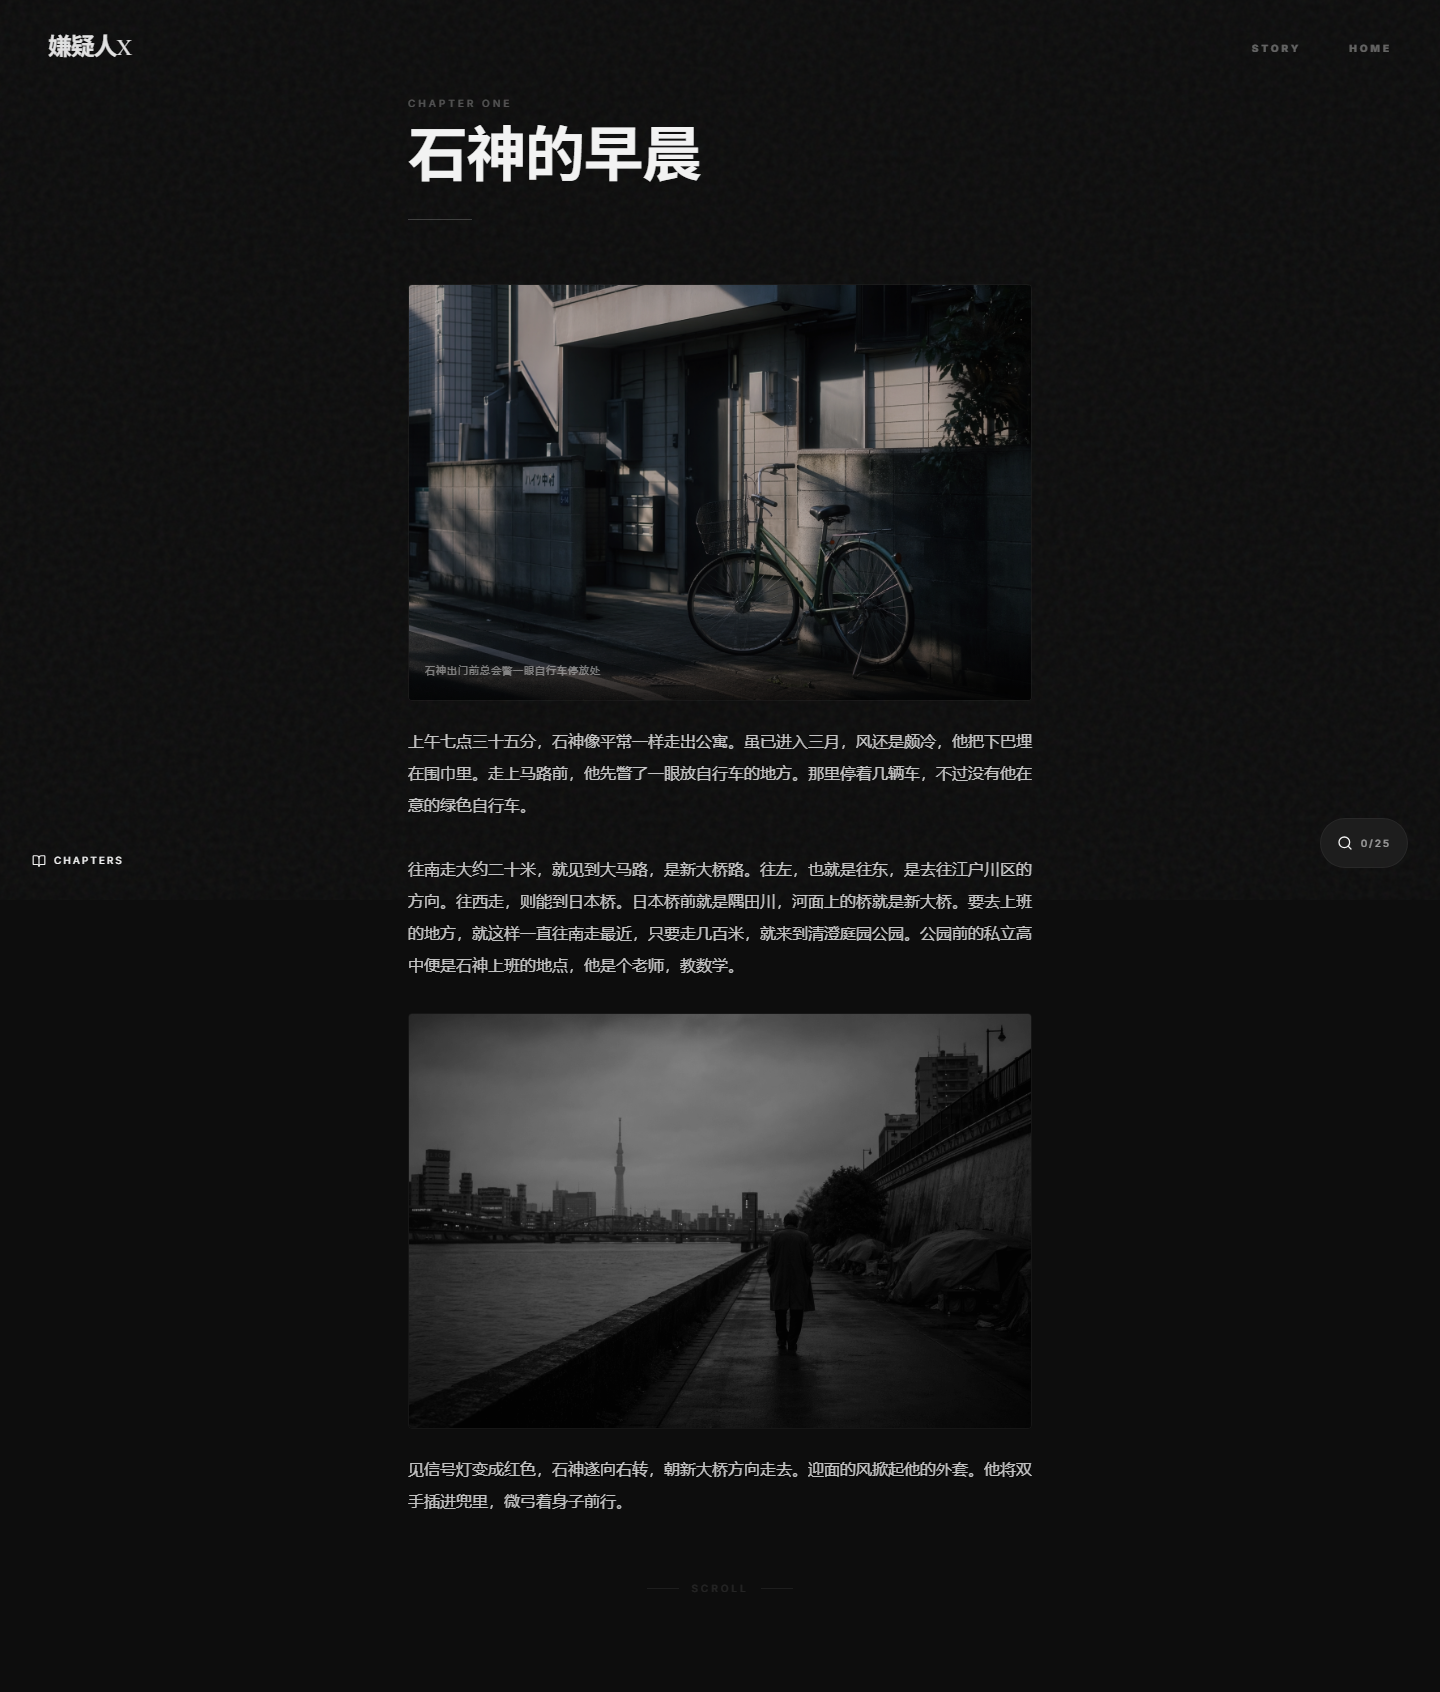 嫌疑人X
STORY
HOME
CHAPTER ONE
石神的早晨
ハイツ中村
石神出门前总会瞥一眼自行车停放处
上午七点三十五分，石神像平常一样走出公寓。虽已进入三月，风还是颇冷，他把下巴埋
在围巾里。走上马路前，他先瞥了一眼放自行车的地方。那里停着几辆车，不过没有他在
意的绿色自行车。
CHAPTERS
0/25
往南走大约二十米，就见到大马路，是新大桥路。往左，也就是往东，是去往江户川区的
方向。往西走，则能到日本桥。日本桥前就是隅田川，河面上的桥就是新大桥。要去上班
的地方，就这样一直往南走最近，只要走几百米，就来到清澄庭园公园。公园前的私立高
中便是石神上班的地点，他是个老师，教数学。
见信号灯变成红色，石神遂向右转，朝新大桥方向走去。迎面的风掀起他的外套。他将双
手插进兜里，微弓着身子前行。
SCROLL